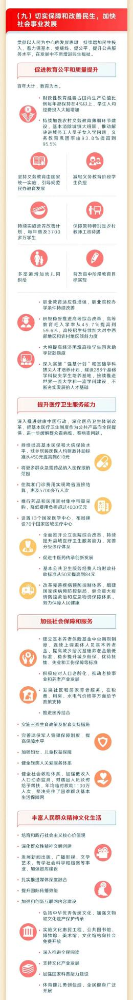 （九）切实保障和改善民生，加快
社会事业发展
贯彻以人民为中心的发展思想，持续增加民生投
入，着力保基本、兜底线、促公平，提升公共服
务水平，在发展中不断增进民生福祉。
促进教育公平和质量提升
百年大计，教育为本。
• 财政性教育经费占国内生产总值比
例每年都保持在4%以上，学生人均
经费投入大幅增加
• 持续加强农村义务教育薄弱环节建
设，基本消除城镇大班额，推动解
决进城务工人员子女入学问题，义
务教育巩固率由93.8%提高到
95.5%
坚持义务教育由国家
统一实施，引导规范
民办教育发展
减轻义务教育阶段学
生负担
持续实施营养改善计
划，每年惠及3700
多万学生
保障教师特别是乡村
教师工资待遇
多渠道增加幼儿园
供给
普及高中阶段教育目
标实现
• 职业教育适应性增强，职业院校办
学条件持续改善
• 积极稳妥推进高考综合改革，高等
教育毛入学率从45.7%提高到
59.6%，高校招生持续加大对中西
部地区和农村地区倾斜力度
• 大幅提高经济困难高校学生国家助
学贷款额度
• 深入实施“强基计划”和基础学科
拔尖人才培养计划，建设288个基础
学科拔尖学生培养基地，接续推进
世界一流大学和一流学科建设，不
断夯实发展的人才基础
提升医疗卫生服务能力
深入推进健康中国行动，深化医药卫生体制改
革，把基本医疗卫生制度作为公共产品向全民提
供，进一步缓解群众看病难、看病贵问题。
• 持续提高基本医保和大病保险水
平，城乡居民医保人均财政补助标
准从450元提高到610元
• 将更多群众急需药品纳入医保报销
范围
• 住院和门诊费用实现跨省直接结
算，惠及5700多万人次
• 推行药品和医用耗材集中带量采
购，降低费用负担超过4000亿元
• 设置13个国家医学中心，布局建
设76个国家区域医疗中心
• 全面推开公立医院综合改革，持续
提升县域医疗卫生服务能力，完善
分级诊疗体系
• 促进中医药传承创新发展
• 基本公共卫生服务经费人均财政补
助标准从50元提高到84元
• 改革完善疾病预防控制体系，组建
国家疾病预防控制局，健全重大疫
情防控救治和应急物资保障体系，
努力保障人民健康
加强社会保障和服务
• 建立基本养老保险基金中央调剂制
度，连续上调退休人员基本养老
金，提高城乡居民基础养老金最低
标准，稳步提升城乡低保、优待抚
恤、失业和工伤保障等标准
• 积极应对人口老龄化，推动老龄事
业和养老产业发展
• 发展社区和居家养老服务，在税
费、用房、水电气价格等方面给予
政策支持
• 推进医养结合
• 实施三孩生育政策及配套支持措施
• 完善退役军人管理保障制度，提
高保障水平
• 加强妇女、儿童权益保障
• 健全残疾人关爱服务体系
• 健全社会救助体系，加强低收入
人口动态监测，对遇困人员及时
给予帮扶，年均临时救助1100万
人次，坚决兜住了困难群众基本
生活保障网
丰富人民群众精神文化生活
• 培育和践行社会主义核心价值观
• 深化群众性精神文明创建
• 发展新闻出版、广播影视、文学
艺术、哲学社会科学和档案等事
业，加强智库建设
• 扎实推进媒体深度融合
• 提升国际传播效能
• 加强和创新互联网内容建设
• 弘扬中华优秀传统文化，加强文物
和文化遗产保护传承
• 实施文化惠民工程，公共图书馆、
博物馆、美术馆、文化馆站向社会
免费开放
• 深入推进全民阅读
• 支持文化产业发展
• 加强国家科普能力建设
• 体育健儿勇创佳绩，全民健身广泛
开展